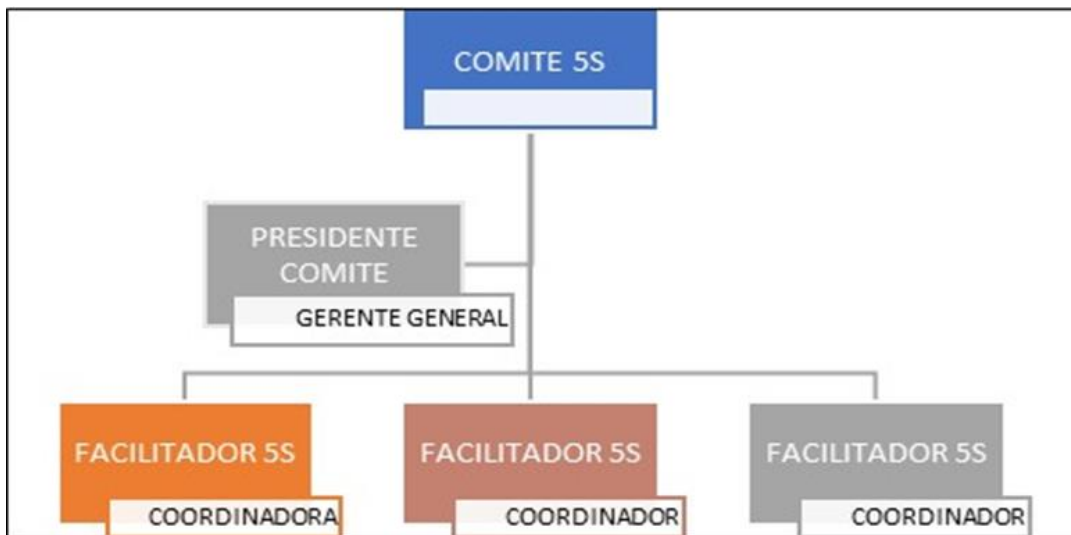 COMITE 5S
PRESIDENTE
COMITE
GERENTE GENERAL
FACILITADOR 5S
COORDINADORA
FACILITADOR 5S
COORDINADOR
FACILITADOR 5S
COORDINADOR